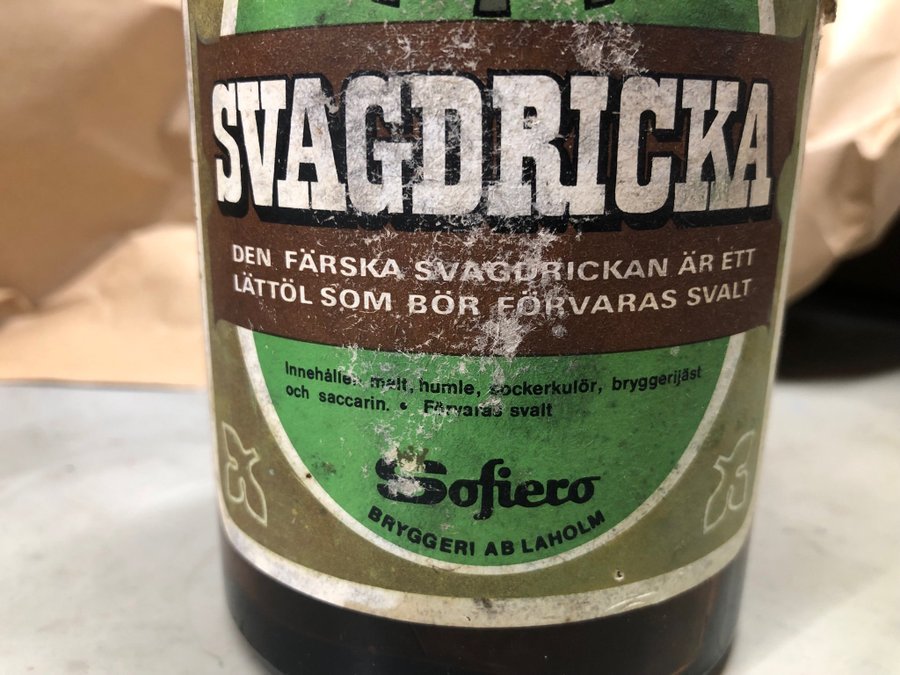 SVAGDRICKA
DEN FÄRSKA SVAGDRICKAN ÄR ETT
LÄTTÖL SOM BÖR FÖRVARAS SVALT
Innehåller malt, humle, sockerkulör, bryggerijäst
och saccarin. • Förvaras svalt
Sofiero
BRYGGERI AB LAHOLM